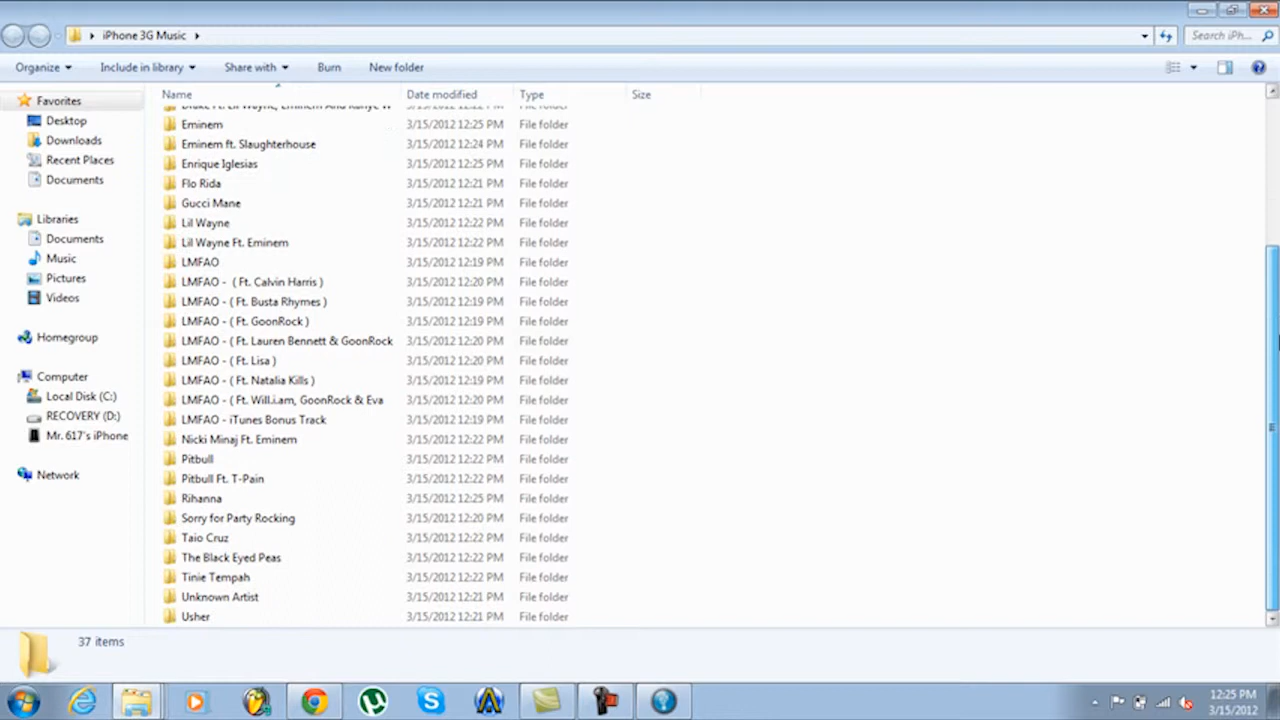 iPhone 3G Music
Search iPh...
Organize Include in library Share with Burn New folder
Name Date modified Type Size
Drake Ft. Lil Wayne, Eminem And Kanye W 3/15/2012 12:22 PM File folder
Eminem 3/15/2012 12:25 PM File folder
Eminem ft. Slaughterhouse 3/15/2012 12:24 PM File folder
Enrique Iglesias 3/15/2012 12:25 PM File folder
Flo Rida 3/15/2012 12:21 PM File folder
Gucci Mane 3/15/2012 12:21 PM File folder
Lil Wayne 3/15/2012 12:22 PM File folder
Lil Wayne Ft. Eminem 3/15/2012 12:22 PM File folder
LMFAO 3/15/2012 12:19 PM File folder
LMFAO - ( Ft. Calvin Harris ) 3/15/2012 12:20 PM File folder
LMFAO - ( Ft. Busta Rhymes ) 3/15/2012 12:19 PM File folder
LMFAO - ( Ft. GoonRock ) 3/15/2012 12:19 PM File folder
LMFAO - ( Ft. Lauren Bennett & GoonRock 3/15/2012 12:20 PM File folder
LMFAO - ( Ft. Lisa ) 3/15/2012 12:20 PM File folder
LMFAO - ( Ft. Natalia Kills ) 3/15/2012 12:19 PM File folder
LMFAO - ( Ft. Will.i.am, GoonRock & Eva 3/15/2012 12:20 PM File folder
LMFAO - iTunes Bonus Track 3/15/2012 12:19 PM File folder
Nicki Minaj Ft. Eminem 3/15/2012 12:22 PM File folder
Pitbull 3/15/2012 12:22 PM File folder
Pitbull Ft. T-Pain 3/15/2012 12:22 PM File folder
Rihanna 3/15/2012 12:25 PM File folder
Sorry for Party Rocking 3/15/2012 12:20 PM File folder
Taio Cruz 3/15/2012 12:22 PM File folder
The Black Eyed Peas 3/15/2012 12:22 PM File folder
Tinie Tempah 3/15/2012 12:22 PM File folder
Unknown Artist 3/15/2012 12:21 PM File folder
Usher 3/15/2012 12:21 PM File folder
Favorites
Desktop
Downloads
Recent Places
Documents
Libraries
Documents
Music
Pictures
Videos
Homegroup
Computer
Local Disk (C:)
RECOVERY (D:)
Mr. 617's iPhone
Network
37 items
12:25 PM
3/15/2012